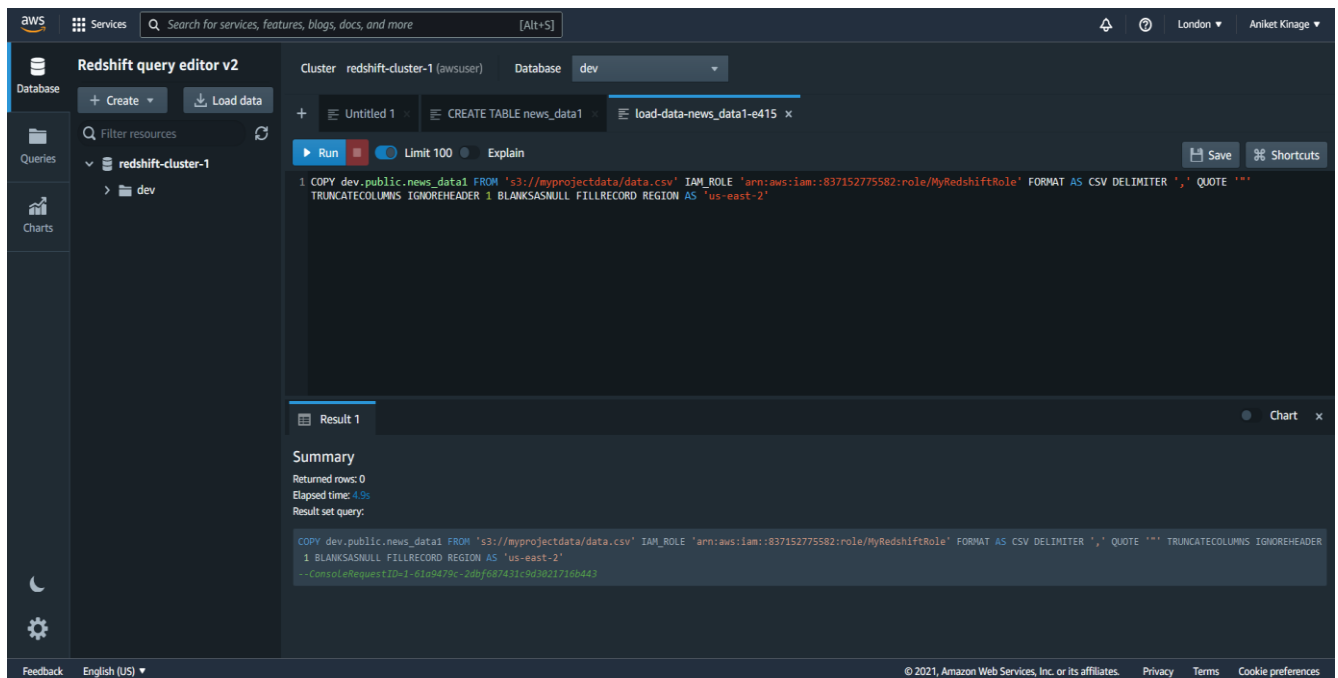 aws Services Search for services, features, blogs, docs, and more [Alt+S] London ▼ Aniket Kinage ▼
Database
Queries
Charts
Redshift query editor v2
+ Create Load data
Filter resources
redshift-cluster-1
dev
Cluster redshift-cluster-1 (awsuser) Database dev
+ Untitled 1 × CREATE TABLE news_data1 × load-data-news_data1-e415 ×
Run Limit 100 Explain Save Shortcuts
1 COPY dev.public.news_data1 FROM 's3://myprojectdata/data.csv' IAM_ROLE 'arn:aws:iam::837152775582:role/MyRedshiftRole' FORMAT AS CSV DELIMITER ',' QUOTE '"'
TRUNCATECOLUMNS IGNOREHEADER 1 BLANKSASNULL FILLRECORD REGION AS 'us-east-2'
Result 1 Chart ×
Summary
Returned rows: 0
Elapsed time: 4.9s
Result set query:
COPY dev.public.news_data1 FROM 's3://myprojectdata/data.csv' IAM_ROLE 'arn:aws:iam::837152775582:role/MyRedshiftRole' FORMAT AS CSV DELIMITER ',' QUOTE '"' TRUNCATECOLUMNS IGNOREHEADER
1 BLANKSASNULL FILLRECORD REGION AS 'us-east-2'
--ConsoleRequestID=1-61a9479c-2dbf687431c9d3021716b443
Feedback English (US) ▼ © 2021, Amazon Web Services, Inc. or its affiliates. Privacy Terms Cookie preferences